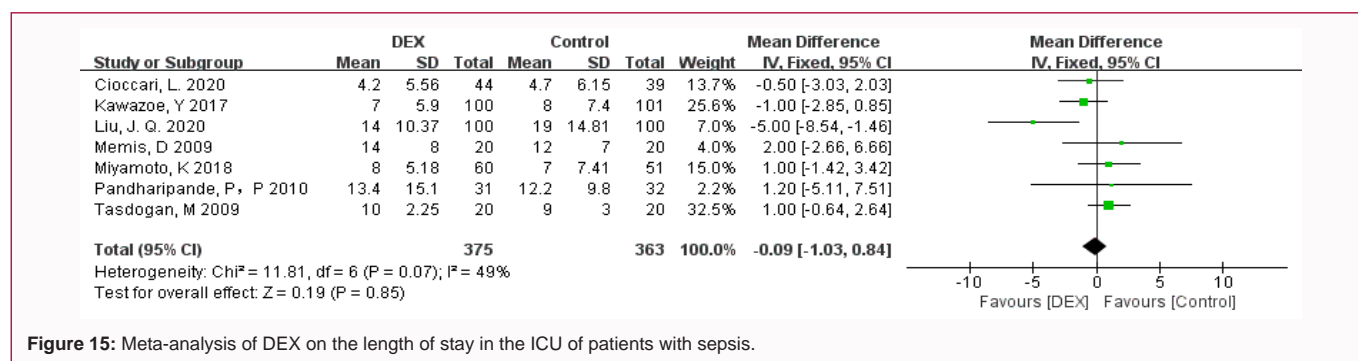 DEX Control Mean Difference Mean Difference
Study or Subgroup Mean SD Total Mean SD Total Weight IV, Fixed, 95% CI IV, Fixed, 95% CI
Cioccari, L. 2020 4.2 5.56 44 4.7 6.15 39 13.7% -0.50 [-3.03, 2.03]
Kawazoe, Y 2017 7 5.9 100 8 7.4 101 25.6% -1.00 [-2.85, 0.85]
Liu, J. Q. 2020 14 10.37 100 19 14.81 100 7.0% -5.00 [-8.54, -1.46]
Memis, D 2009 14 8 20 12 7 20 4.0% 2.00 [-2.66, 6.66]
Miyamoto, K 2018 8 5.18 60 7 7.41 51 15.0% 1.00 [-1.42, 3.42]
Pandharipande, P，P 2010 13.4 15.1 31 12.2 9.8 32 2.2% 1.20 [-5.11, 7.51]
Tasdogan, M 2009 10 2.25 20 9 3 20 32.5% 1.00 [-0.64, 2.64]
Total (95% CI) 375 363 100.0% -0.09 [-1.03, 0.84]
Heterogeneity: Chi² = 11.81, df = 6 (P = 0.07); I² = 49%
Test for overall effect: Z = 0.19 (P = 0.85)
-10 -5 0 5 10
Favours [DEX] Favours [Control]
Figure 15: Meta-analysis of DEX on the length of stay in the ICU of patients with sepsis.